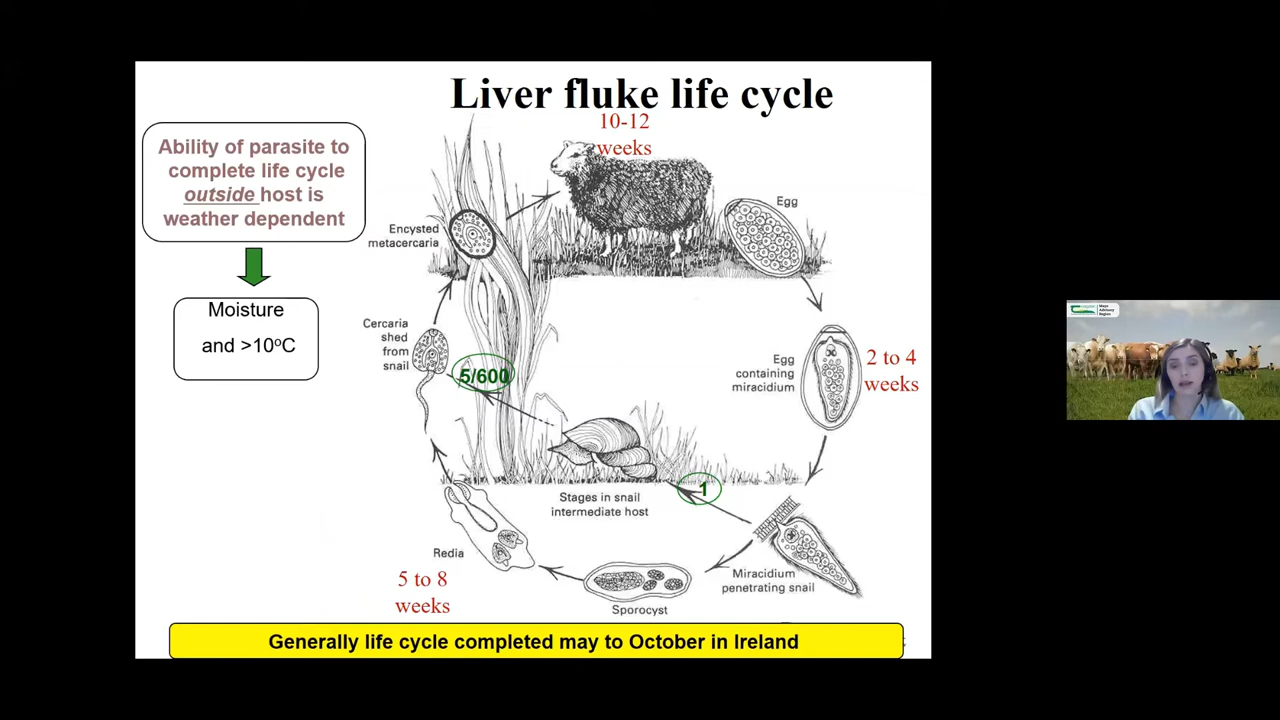 Liver fluke life cycle
10-12
weeks
Ability of parasite to
complete life cycle
outside host is
weather dependent
Moisture
and >10ºC
Encysted
metacercaria
Egg
Cercaria
shed
from
snail
5/600
Egg
containing
miracidium
2 to 4
weeks
Stages in snail
intermediate host
1
Redia
Miracidium
penetrating snail
5 to 8
weeks
Sporocyst
Generally life cycle completed may to October in Ireland
Mayo
Advisory
Region